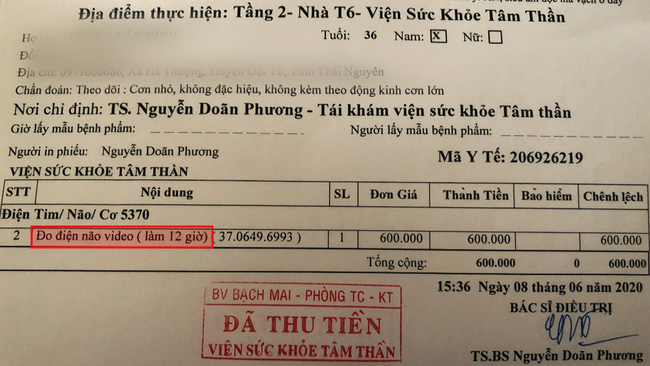 Địa điểm thực hiện: Tầng 2- Nhà T6- Viện Sức Khỏe Tâm Thần
Tuổi: 36 Nam: X Nữ:
Địa chỉ: Tỉnh Thái Nguyên
Chẩn đoán: Theo dõi : Cơn nhỏ, không đặc hiệu, không kèm theo động kinh cơn lớn
Nơi chỉ định: TS. Nguyễn Doãn Phương - Tái khám viện sức khỏe Tâm thần
Giờ lấy mẫu bệnh phẩm: Người lấy mẫu bệnh phẩm:
Người in phiếu: Nguyễn Doãn Phương Mã Y Tế: 206926219
VIỆN SỨC KHỎE TÂM THẦN
STT Nội dung SL Đơn Giá Thành Tiền Bảo hiểm Chênh lệch
Điện Tim/ Não/ Cơ 5370
2 Đo điện não video ( làm 12 giờ) ( 37.0649.6993 ) 1 600.000 600.000 600.000
Tổng cộng: 600.000 0 600.000
15:36 Ngày 08 tháng 06 năm 2020
BÁC SĨ ĐIỀU TRỊ
BV BẠCH MAI - PHÒNG TC - KT
ĐÃ THU TIỀN
VIỆN SỨC KHỎE TÂM THẦN
TS.BS Nguyễn Doãn Phương